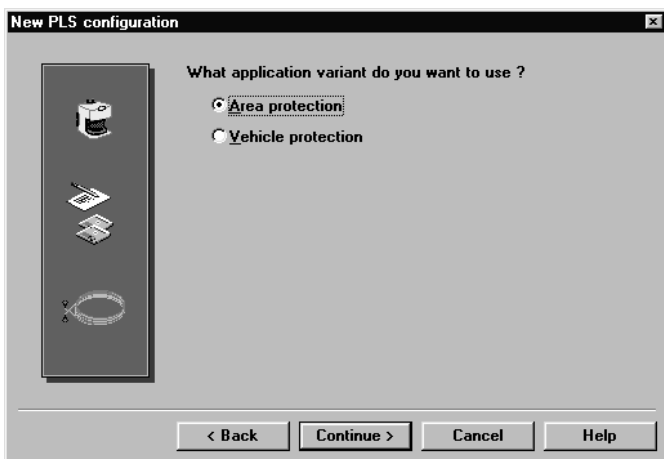 New PLS configuration
What application variant do you want to use ?
Area protection
Vehicle protection
< Back
Continue >
Cancel
Help